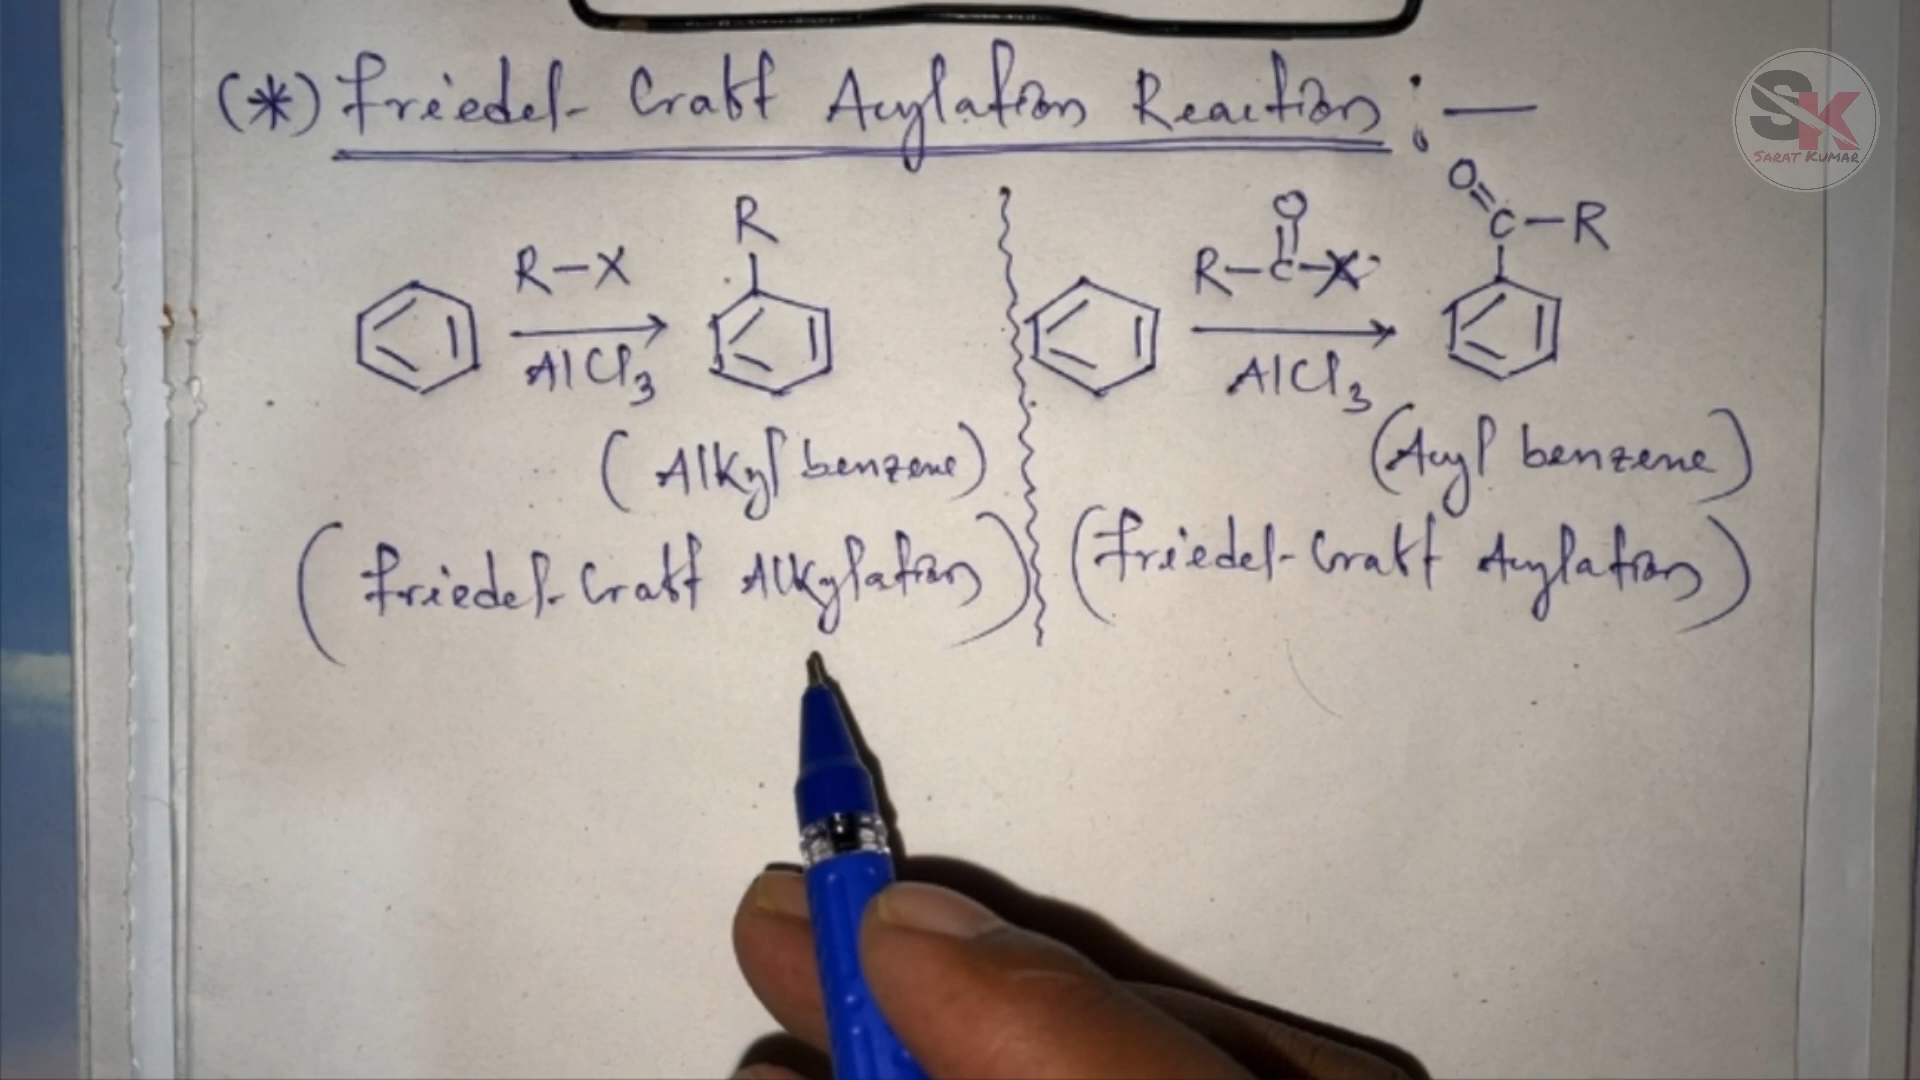 (*) Friedel-Craft Acylation Reaction :—
SK
SARAT KUMAR
R
R—X
AlCl3
(Alkyl benzene)
(Friedel-Craft Alkylation)
O
C—R
O
R—C—X
AlCl3
(Acyl benzene)
(Friedel-Craft Acylation)